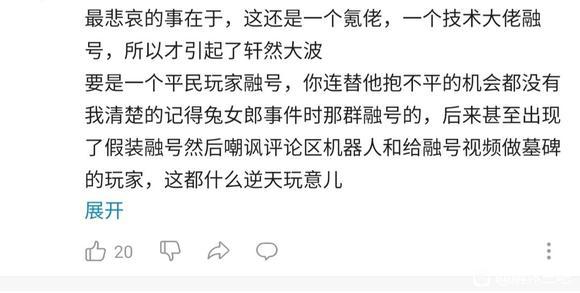 最悲哀的事在于，这还是一个氪佬，一个技术大佬融
号，所以才引起了轩然大波
要是一个平民玩家融号，你连替他抱不平的机会都没有
我清楚的记得兔女郎事件时那群融号的，后来甚至出现
了假装融号然后嘲讽评论区机器人和给融号视频做墓碑
的玩家，这都什么逆天玩意儿
展开
20